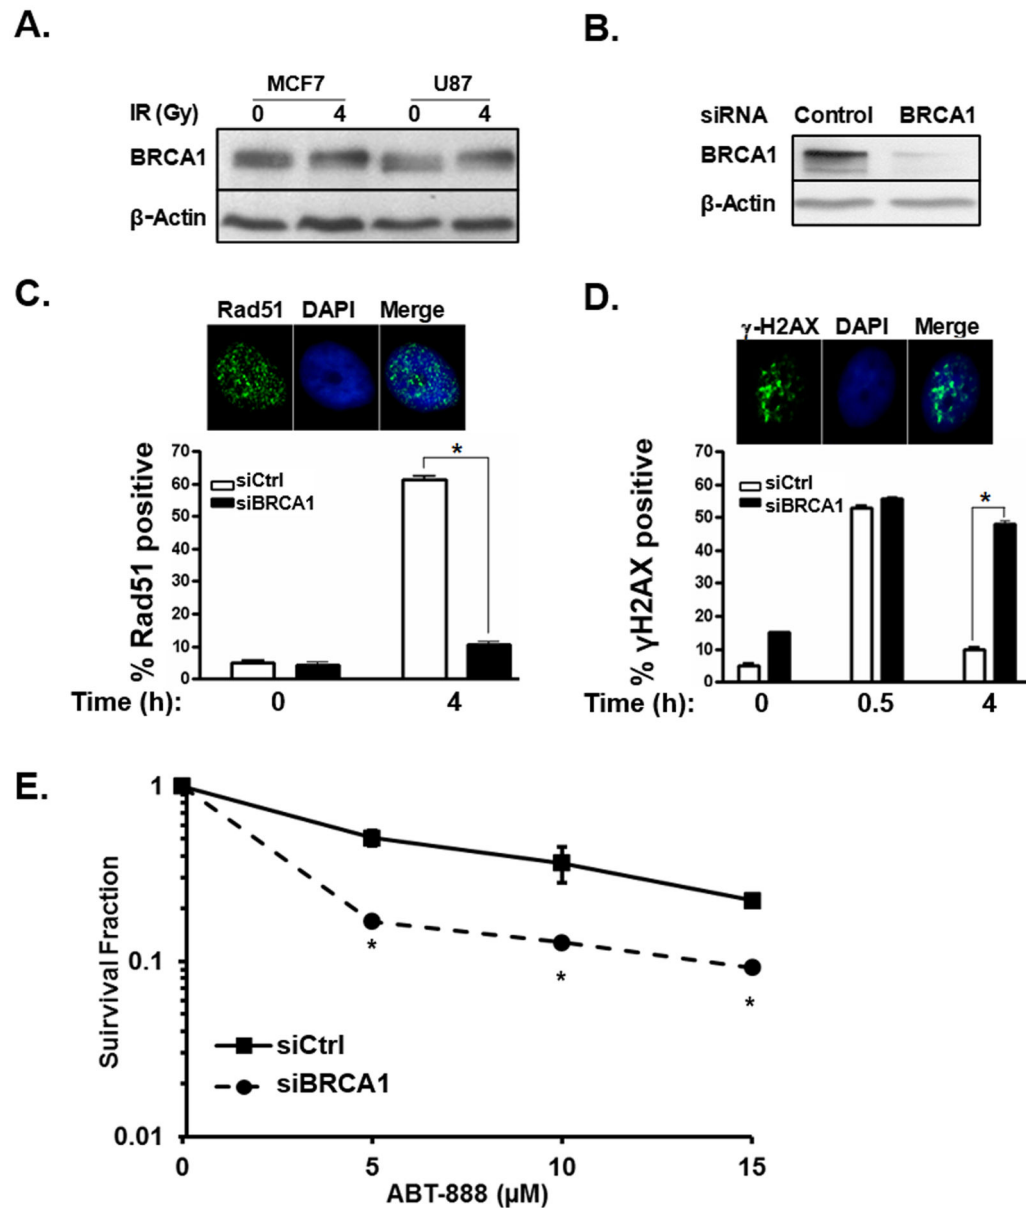 A.
MCF7 U87
IR (Gy) 0 4 0 4
BRCA1
β-Actin
B.
siRNA Control BRCA1
BRCA1
β-Actin
C.
Rad51 DAPI Merge
% Rad51 positive
70
60
50
40
30
20
10
0
siCtrl
siBRCA1
*
Time (h): 0 4
D.
γ-H2AX DAPI Merge
% γH2AX positive
70
60
50
40
30
20
10
0
siCtrl
siBRCA1
*
Time (h): 0 0.5 4
E.
Suirvival Fraction
1
0.1
0.01
* * *
siCtrl
siBRCA1
0 5 10 15
ABT-888 (μM)